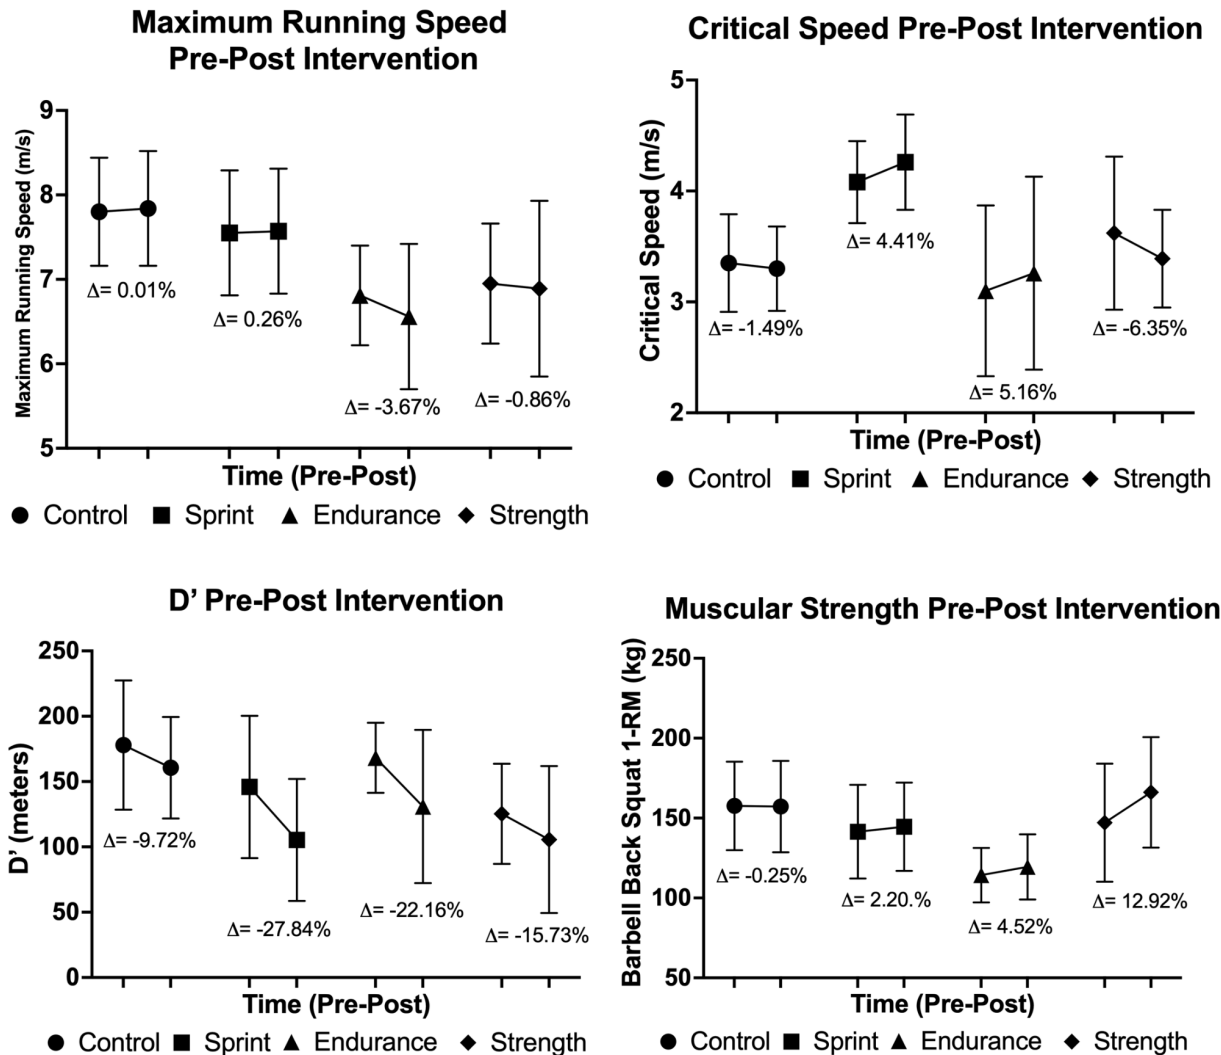 Maximum Running Speed
Pre-Post Intervention
Maximum Running Speed (m/s)
9
8
7
6
5
Δ= 0.01%
Δ= 0.26%
Δ= -3.67%
Δ= -0.86%
Time (Pre-Post)
Control Sprint Endurance Strength
Critical Speed Pre-Post Intervention
Critical Speed (m/s)
5
4
3
2
Δ= -1.49%
Δ= 4.41%
Δ= 5.16%
Δ= -6.35%
Time (Pre-Post)
Control Sprint Endurance Strength
D’ Pre-Post Intervention
D’ (meters)
250
200
150
100
50
0
Δ= -9.72%
Δ= -27.84%
Δ= -22.16%
Δ= -15.73%
Time (Pre-Post)
Control Sprint Endurance Strength
Muscular Strength Pre-Post Intervention
Barbell Back Squat 1-RM (kg)
250
200
150
100
50
Δ= -0.25%
Δ= 2.20.%
Δ= 4.52%
Δ= 12.92%
Time (Pre-Post)
Control Sprint Endurance Strength